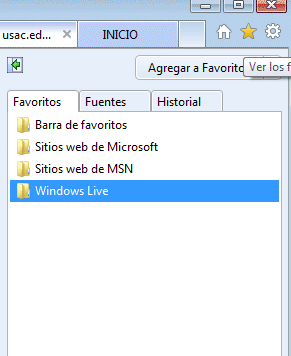 usac.ed... INICIO
Agregar a Favorito
Ver los f
Favoritos Fuentes Historial
Barra de favoritos
Sitios web de Microsoft
Sitios web de MSN
Windows Live